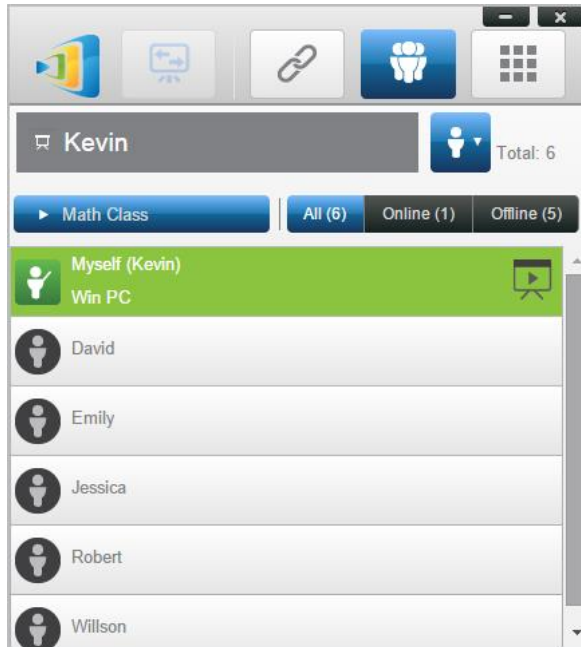 Kevin
Total: 6
Math Class
All (6)
Online (1)
Offline (5)
Myself (Kevin)
Win PC
David
Emily
Jessica
Robert
Willson